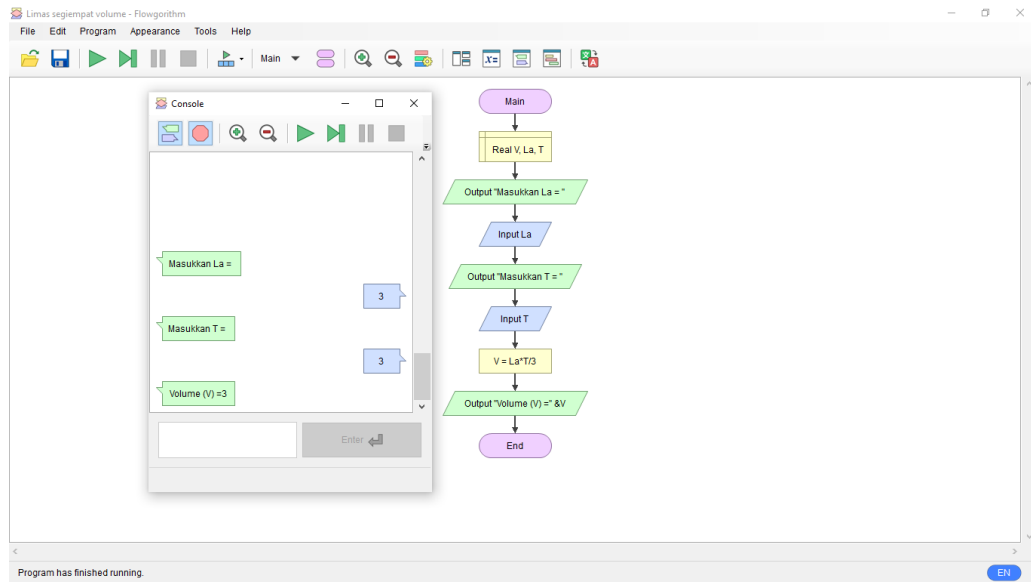 Limas segiempat volume - Flowgorithm
File Edit Program Appearance Tools Help
Main
x=
Console
Masukkan La =
3
Masukkan T =
3
Volume (V) =3
Enter
Main
Real V, La, T
Output "Masukkan La = "
Input La
Output "Masukkan T = "
Input T
V = La*T/3
Output "Volume (V) =" &V
End
Program has finished running.
EN